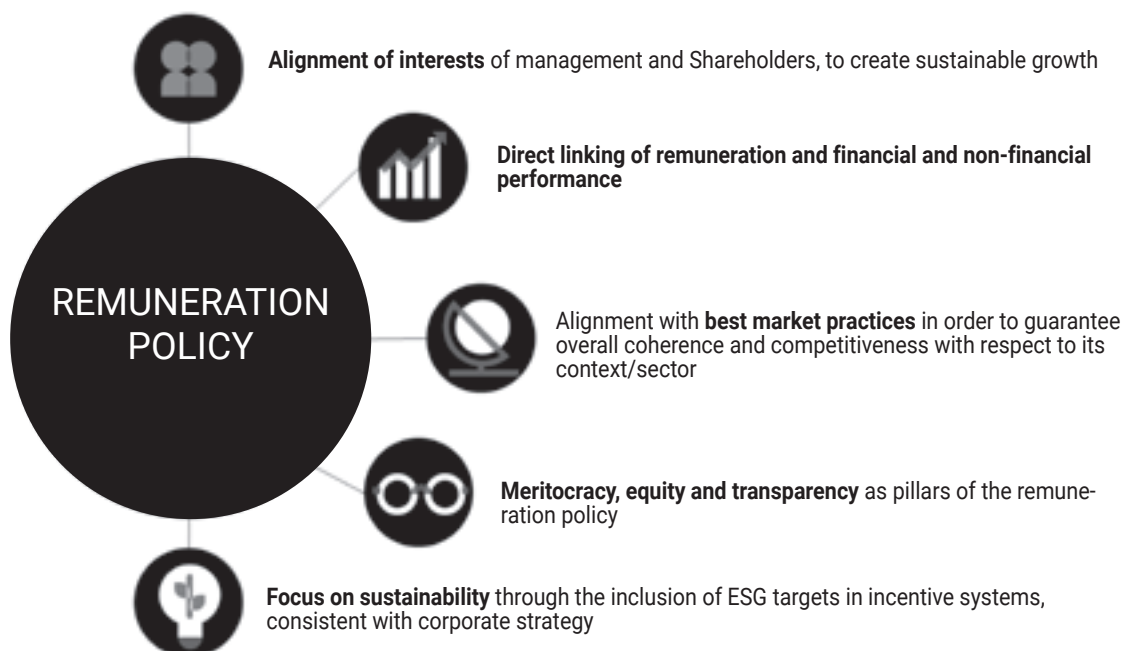 Alignment of interests of management and Shareholders, to create sustainable growth
Direct linking of remuneration and financial and non-financial
performance
REMUNERATION
POLICY
Alignment with best market practices in order to guarantee
overall coherence and competitiveness with respect to its
context/sector
Meritocracy, equity and transparency as pillars of the remune-
ration policy
Focus on sustainability through the inclusion of ESG targets in incentive systems,
consistent with corporate strategy